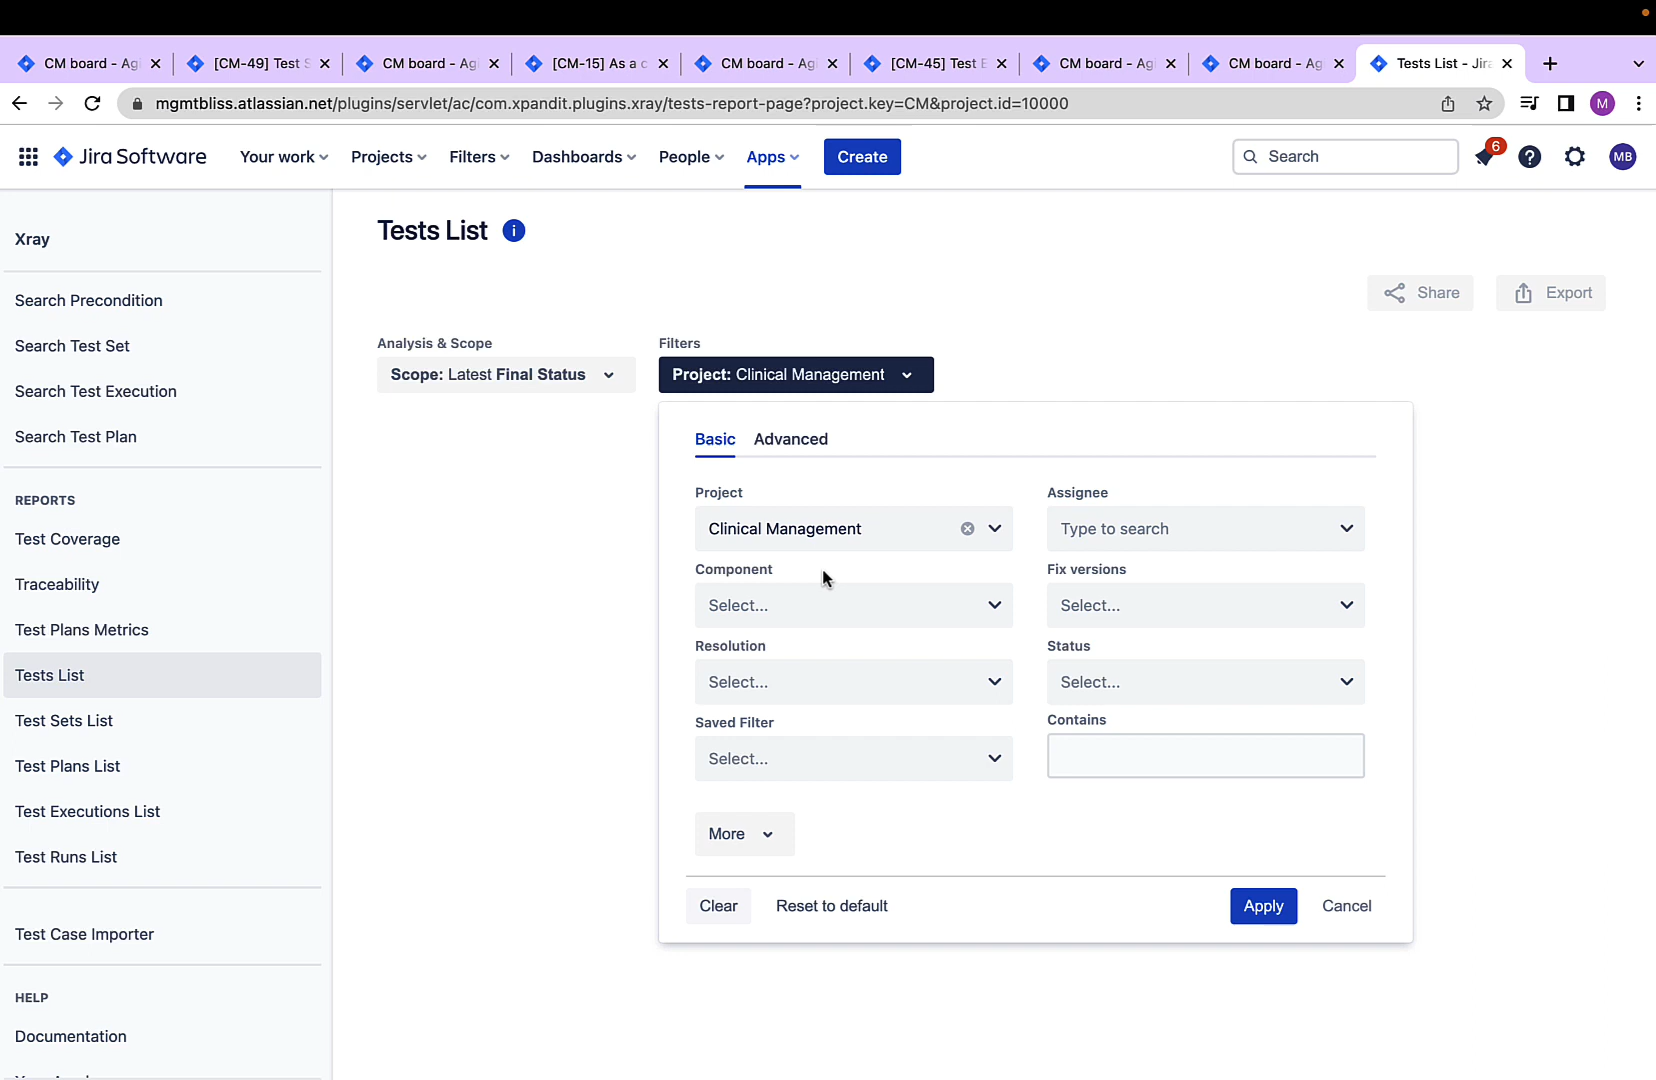 CM board - Ag
[CM-49] Test S
CM board - Ag
[CM-15] As a c
CM board - Ag
[CM-45] Test E
CM board - Ag
CM board - Ag
Tests List - Jira
mgmtbliss.atlassian.net/plugins/servlet/ac/com.xpandit.plugins.xray/tests-report-page?project.key=CM&project.id=10000
M
Jira Software
Your work
Projects
Filters
Dashboards
People
Apps
Create
Search
6
MB
Xray
Search Precondition
Search Test Set
Search Test Execution
Search Test Plan
REPORTS
Test Coverage
Traceability
Test Plans Metrics
Tests List
Test Sets List
Test Plans List
Test Executions List
Test Runs List
Test Case Importer
HELP
Documentation
Tests List
Share
Export
Analysis & Scope
Scope: Latest Final Status
Filters
Project: Clinical Management
Basic
Advanced
Project
Clinical Management
Assignee
Type to search
Component
Select...
Fix versions
Select...
Resolution
Select...
Status
Select...
Saved Filter
Select...
Contains
More
Clear
Reset to default
Apply
Cancel